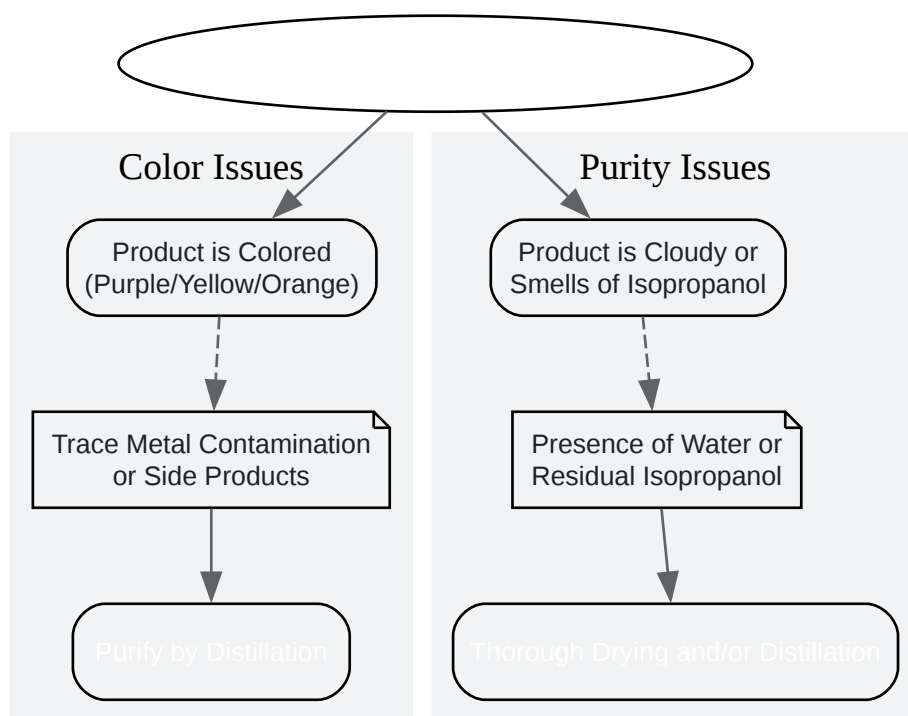 Color Issues
Purity Issues
Product is Colored
(Purple/Yellow/Orange)
Product is Cloudy or
Smells of Isopropanol
Trace Metal Contamination
or Side Products
Presence of Water or
Residual Isopropanol
Purify by Distillation
Thorough Drying and/or Distillation